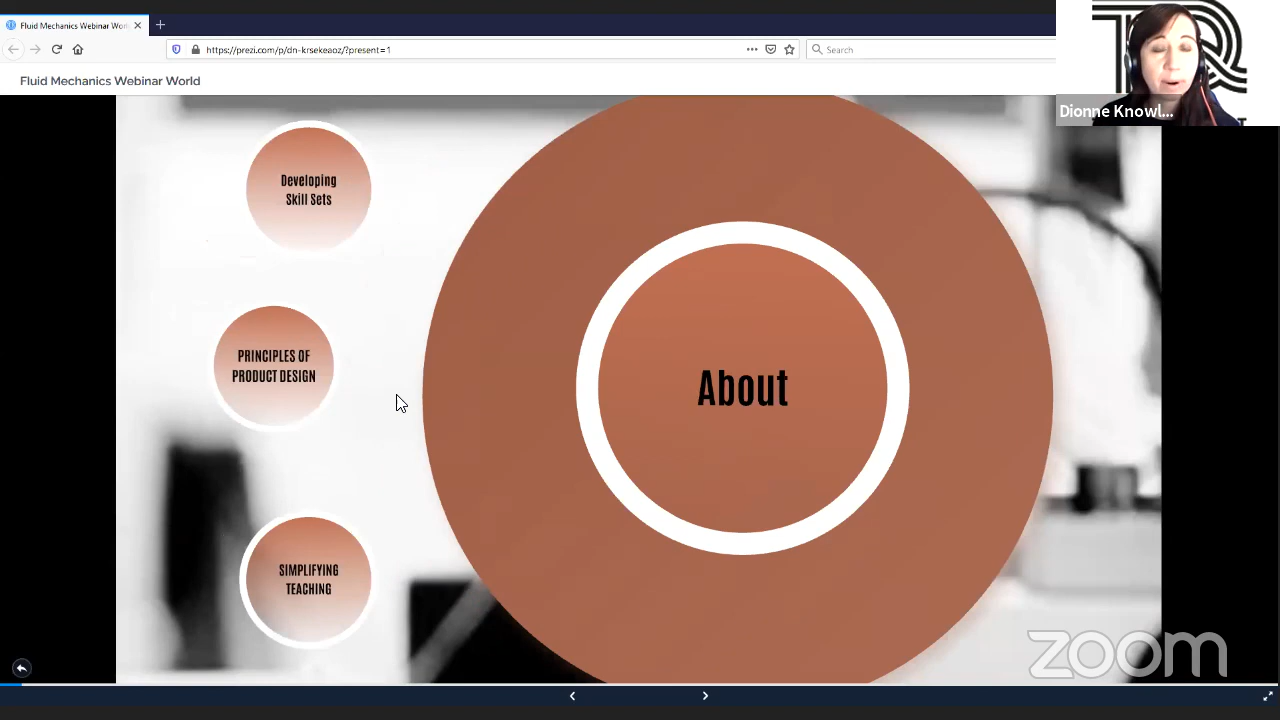 Fluid Mechanics Webinar Worl
https://prezi.com/p/dn-krsekeaoz/?present=1
Search
Fluid Mechanics Webinar World
Dionne Knowl...
Developing
Skill Sets
PRINCIPLES OF
PRODUCT DESIGN
About
SIMPLIFYING
TEACHING
zoom